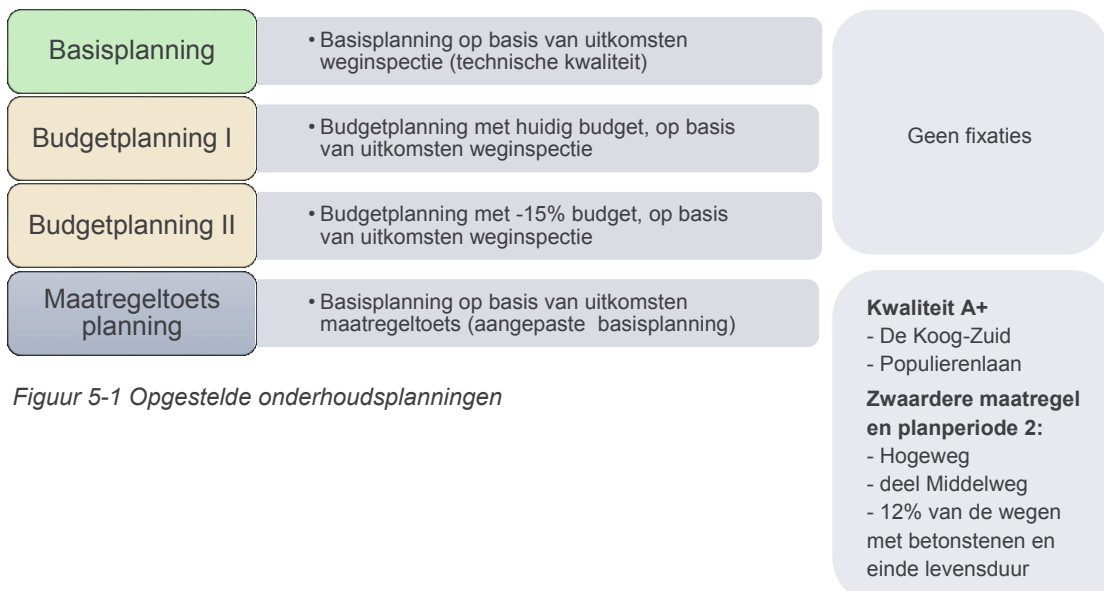 Basisplanning
• Basisplanning op basis van uitkomsten
weginspectie (technische kwaliteit)
Budgetplanning I
• Budgetplanning met huidig budget, op basis
van uitkomsten weginspectie
Budgetplanning II
• Budgetplanning met -15% budget, op basis
van uitkomsten weginspectie
Maatregeltoets
planning
• Basisplanning op basis van uitkomsten
maatregeltoets (aangepaste basisplanning)
Geen fixaties
Kwaliteit A+
- De Koog-Zuid
- Populierenlaan
Zwaardere maatregel
en planperiode 2:
- Hogeweg
- deel Middelweg
- 12% van de wegen
met betonstenen en
einde levensduur
Figuur 5-1 Opgestelde onderhoudsplanningen